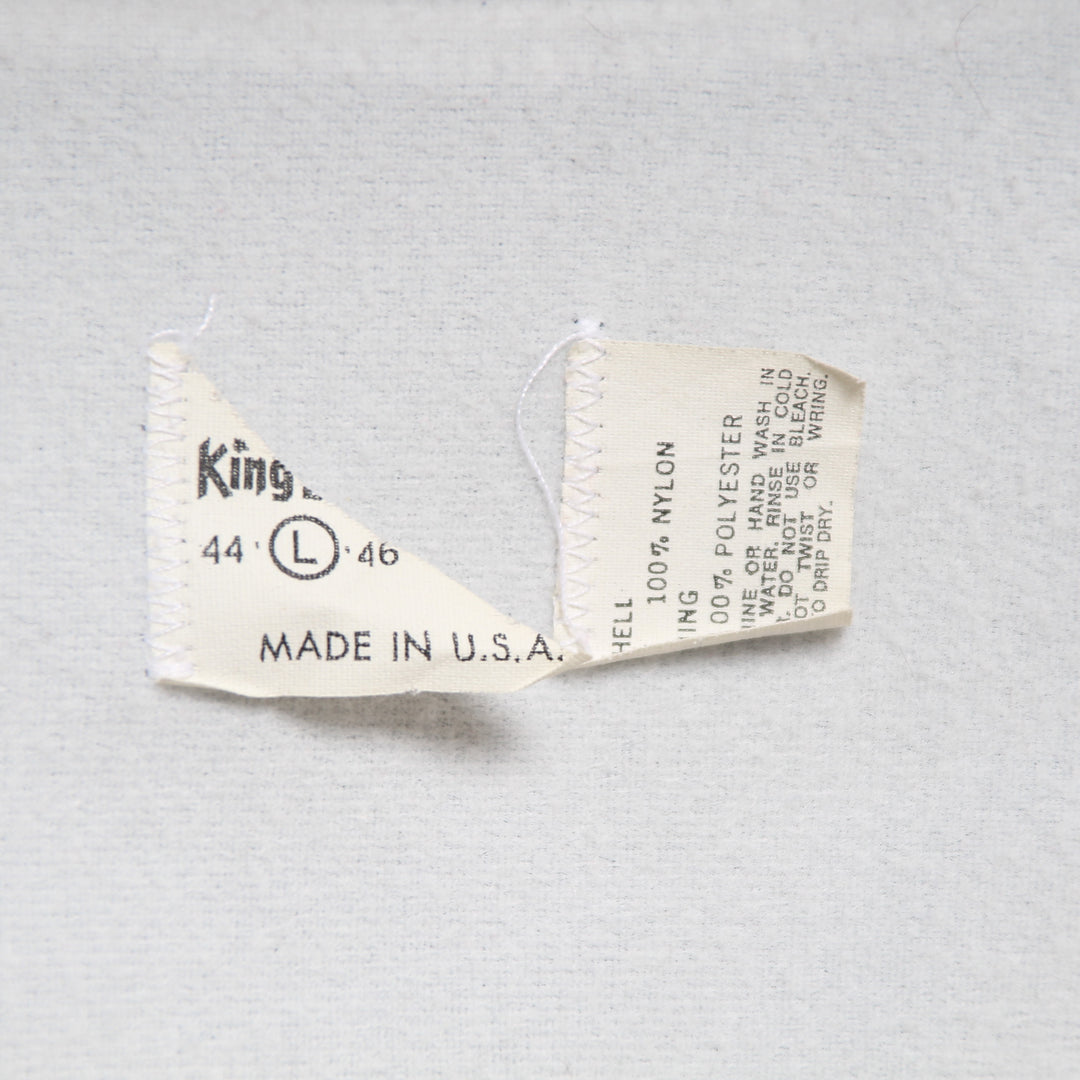 King
44 · L · 46
MADE IN U.S.A.
HELL
100% NYLON
ING
00% POLYESTER
INE OR HAND WASH IN
WATER. RINSE IN COLD
. DO NOT USE BLEACH.
OT TWIST OR WRING.
O DRIP DRY.